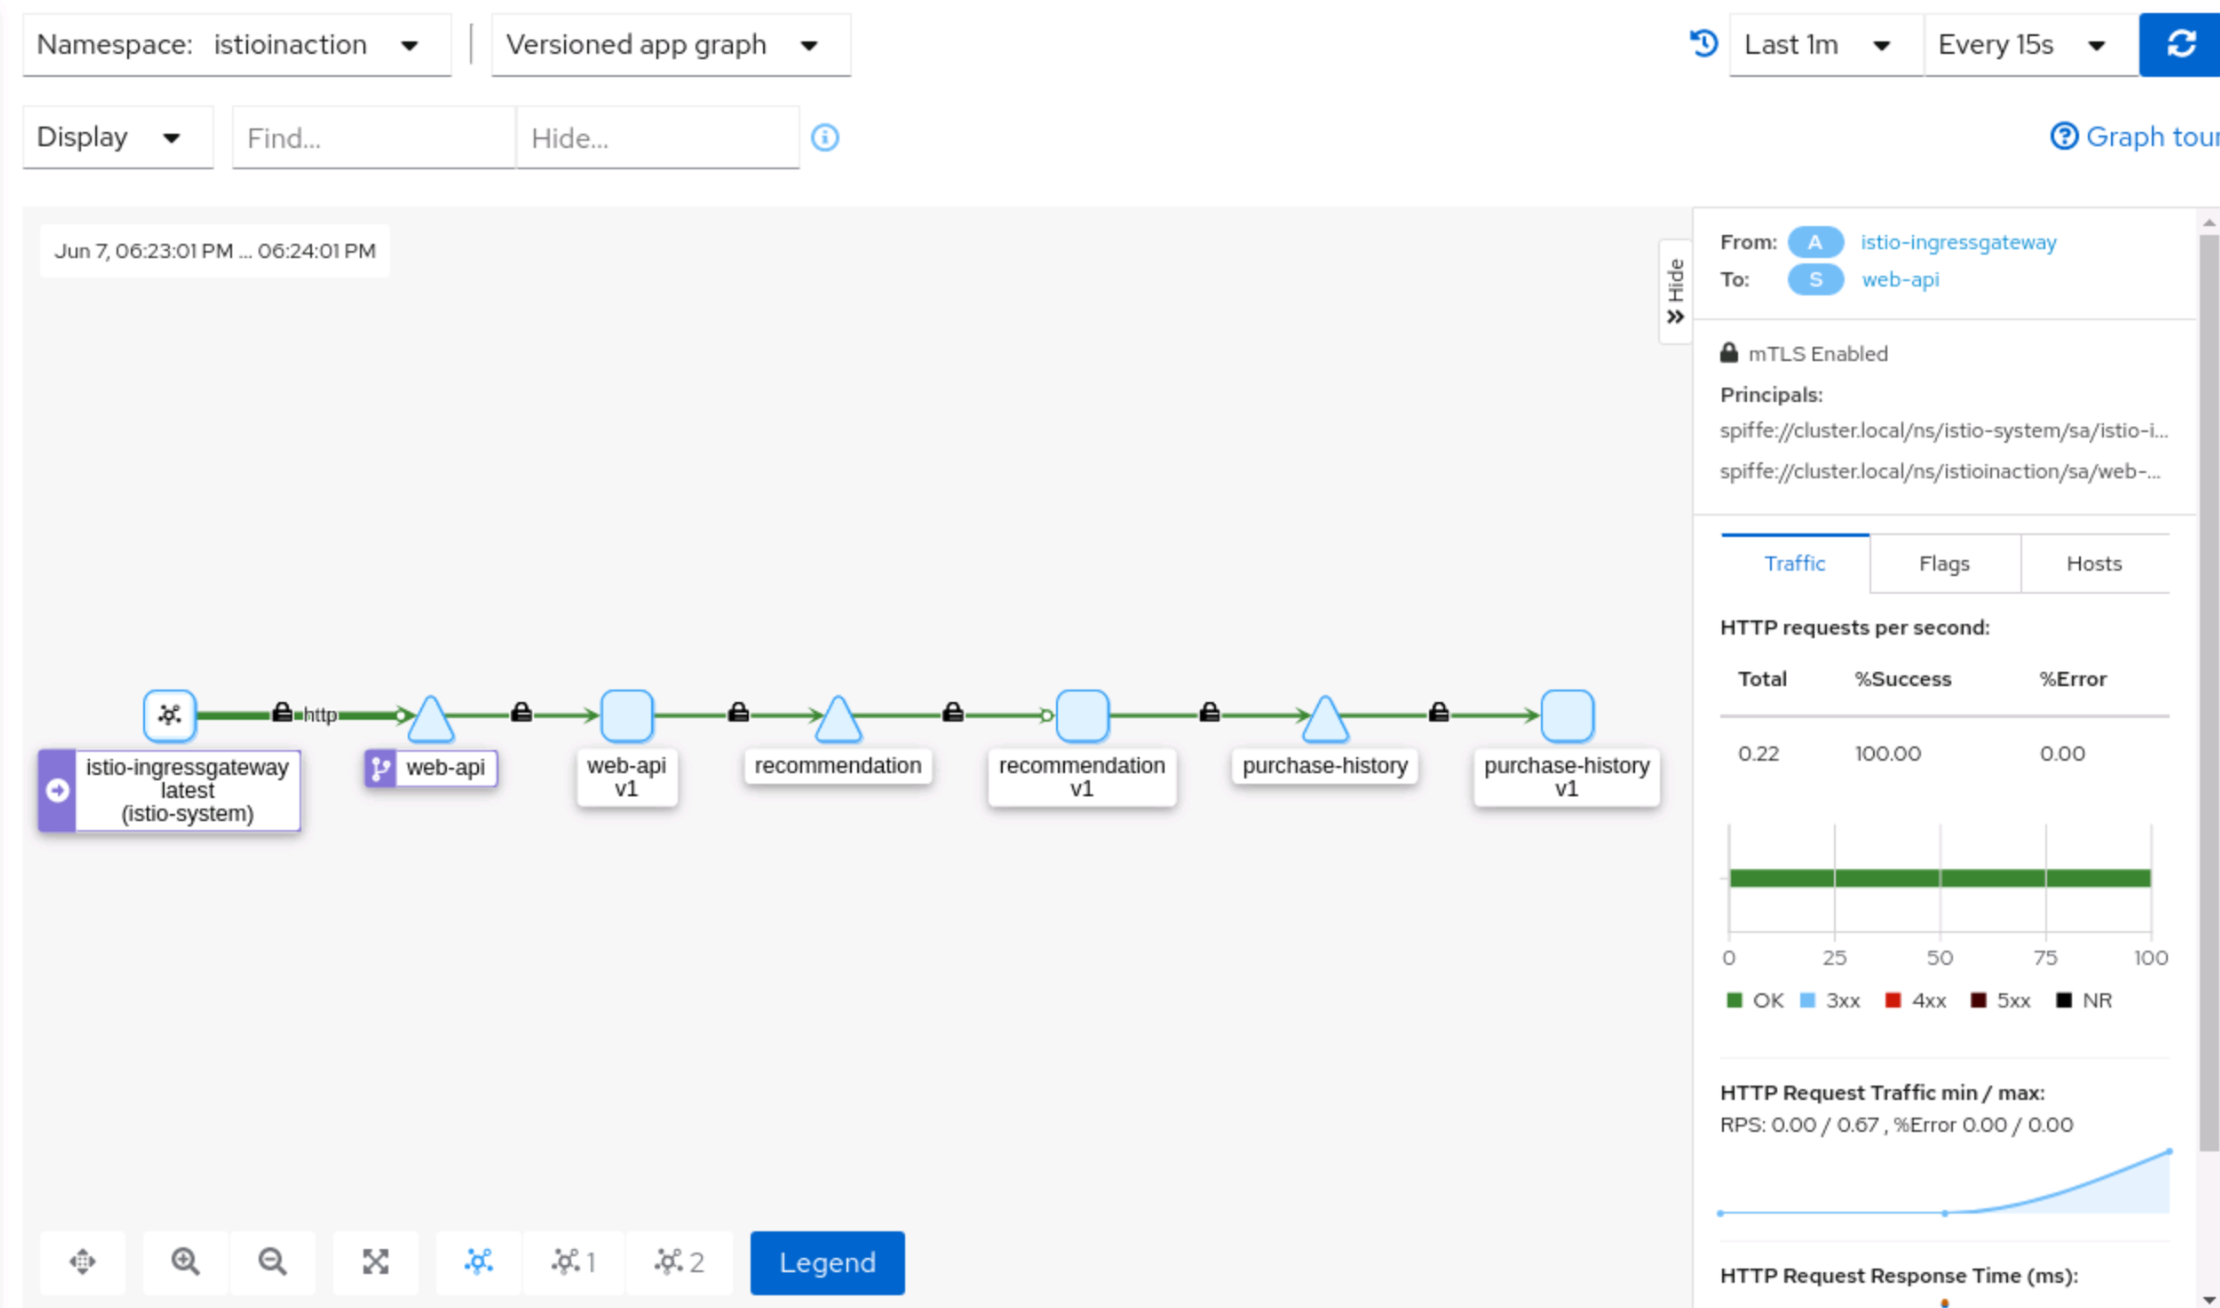 Namespace: istioinaction
Versioned app graph
Last 1m
Every 15s
Display
Find...
Hide...
Graph tour
Jun 7, 06:23:01 PM ... 06:24:01 PM
Hide
From: A istio-ingressgateway
To: S web-api
mTLS Enabled
Principals:
spiffe://cluster.local/ns/istio-system/sa/istio-i...
spiffe://cluster.local/ns/istioinaction/sa/web-...
Traffic Flags Hosts
HTTP requests per second:
Total %Success %Error
0.22 100.00 0.00
0 25 50 75 100
OK 3xx 4xx 5xx NR
HTTP Request Traffic min / max:
RPS: 0.00 / 0.67 , %Error 0.00 / 0.00
HTTP Request Response Time (ms):
http
istio-ingressgateway
latest
(istio-system)
web-api
web-api
v1
recommendation
recommendation
v1
purchase-history
purchase-history
v1
1
2
Legend